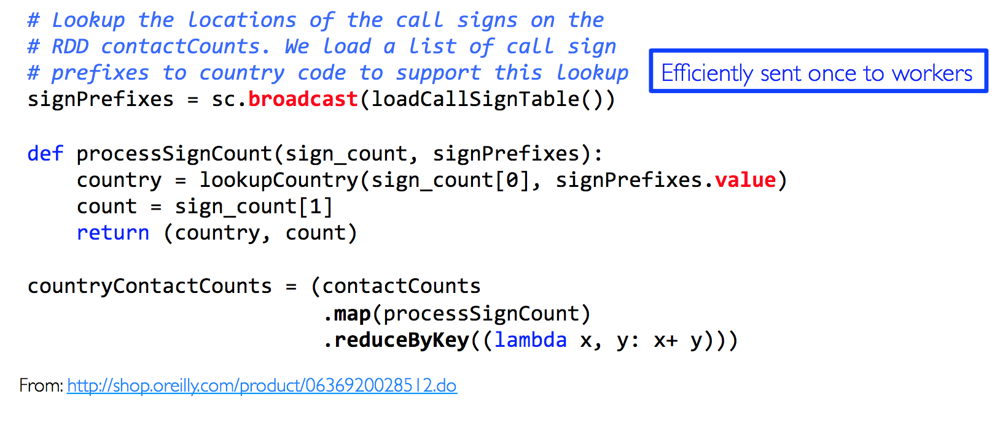 # Lookup the locations of the call signs on the
# RDD contactCounts. We load a list of call sign
# prefixes to country code to support this lookup
Efficiently sent once to workers
signPrefixes = sc.broadcast(loadCallSignTable())
def processSignCount(sign_count, signPrefixes):
    country = lookupCountry(sign_count[0], signPrefixes.value)
    count = sign_count[1]
    return (country, count)
countryContactCounts = (contactCounts
                        .map(processSignCount)
                        .reduceByKey((lambda x, y: x+ y)))
From: http://shop.oreilly.com/product/0636920028512.do